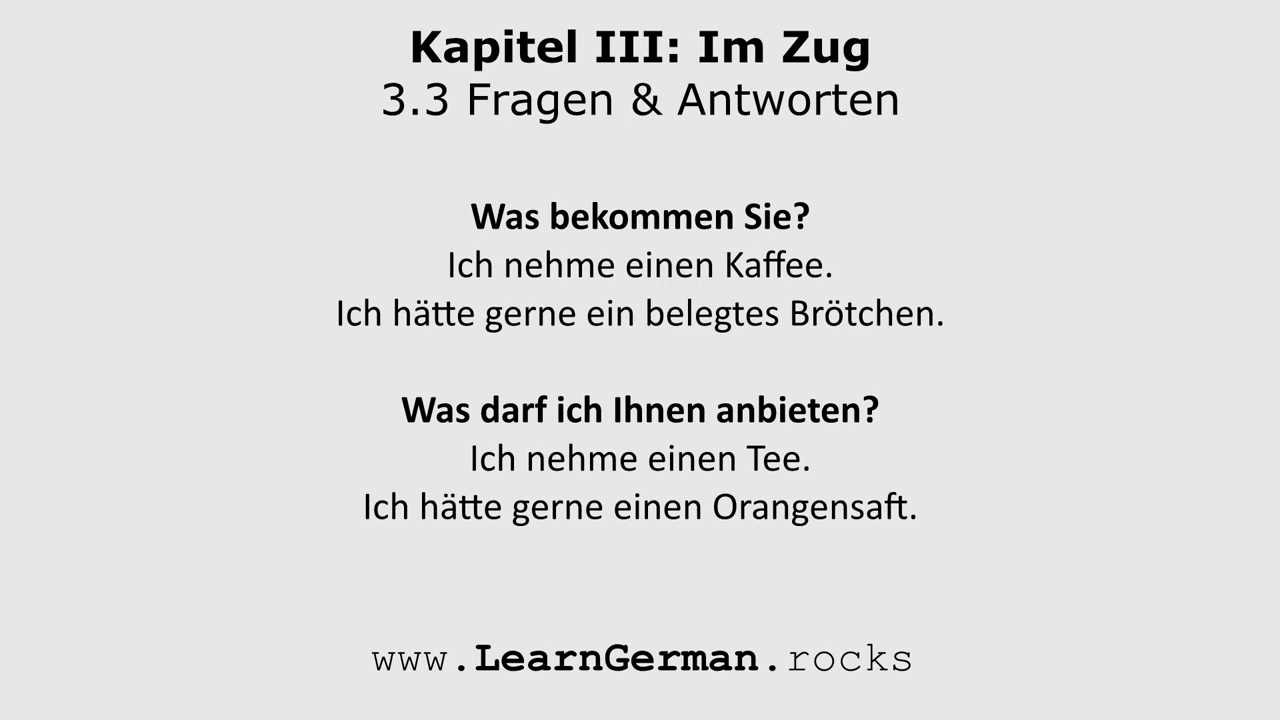 Kapitel III: Im Zug
3.3 Fragen & Antworten
Was bekommen Sie?
Ich nehme einen Kaffee.
Ich hätte gerne ein belegtes Brötchen.
Was darf ich Ihnen anbieten?
Ich nehme einen Tee.
Ich hätte gerne einen Orangensaft.
www.LearnGerman.rocks